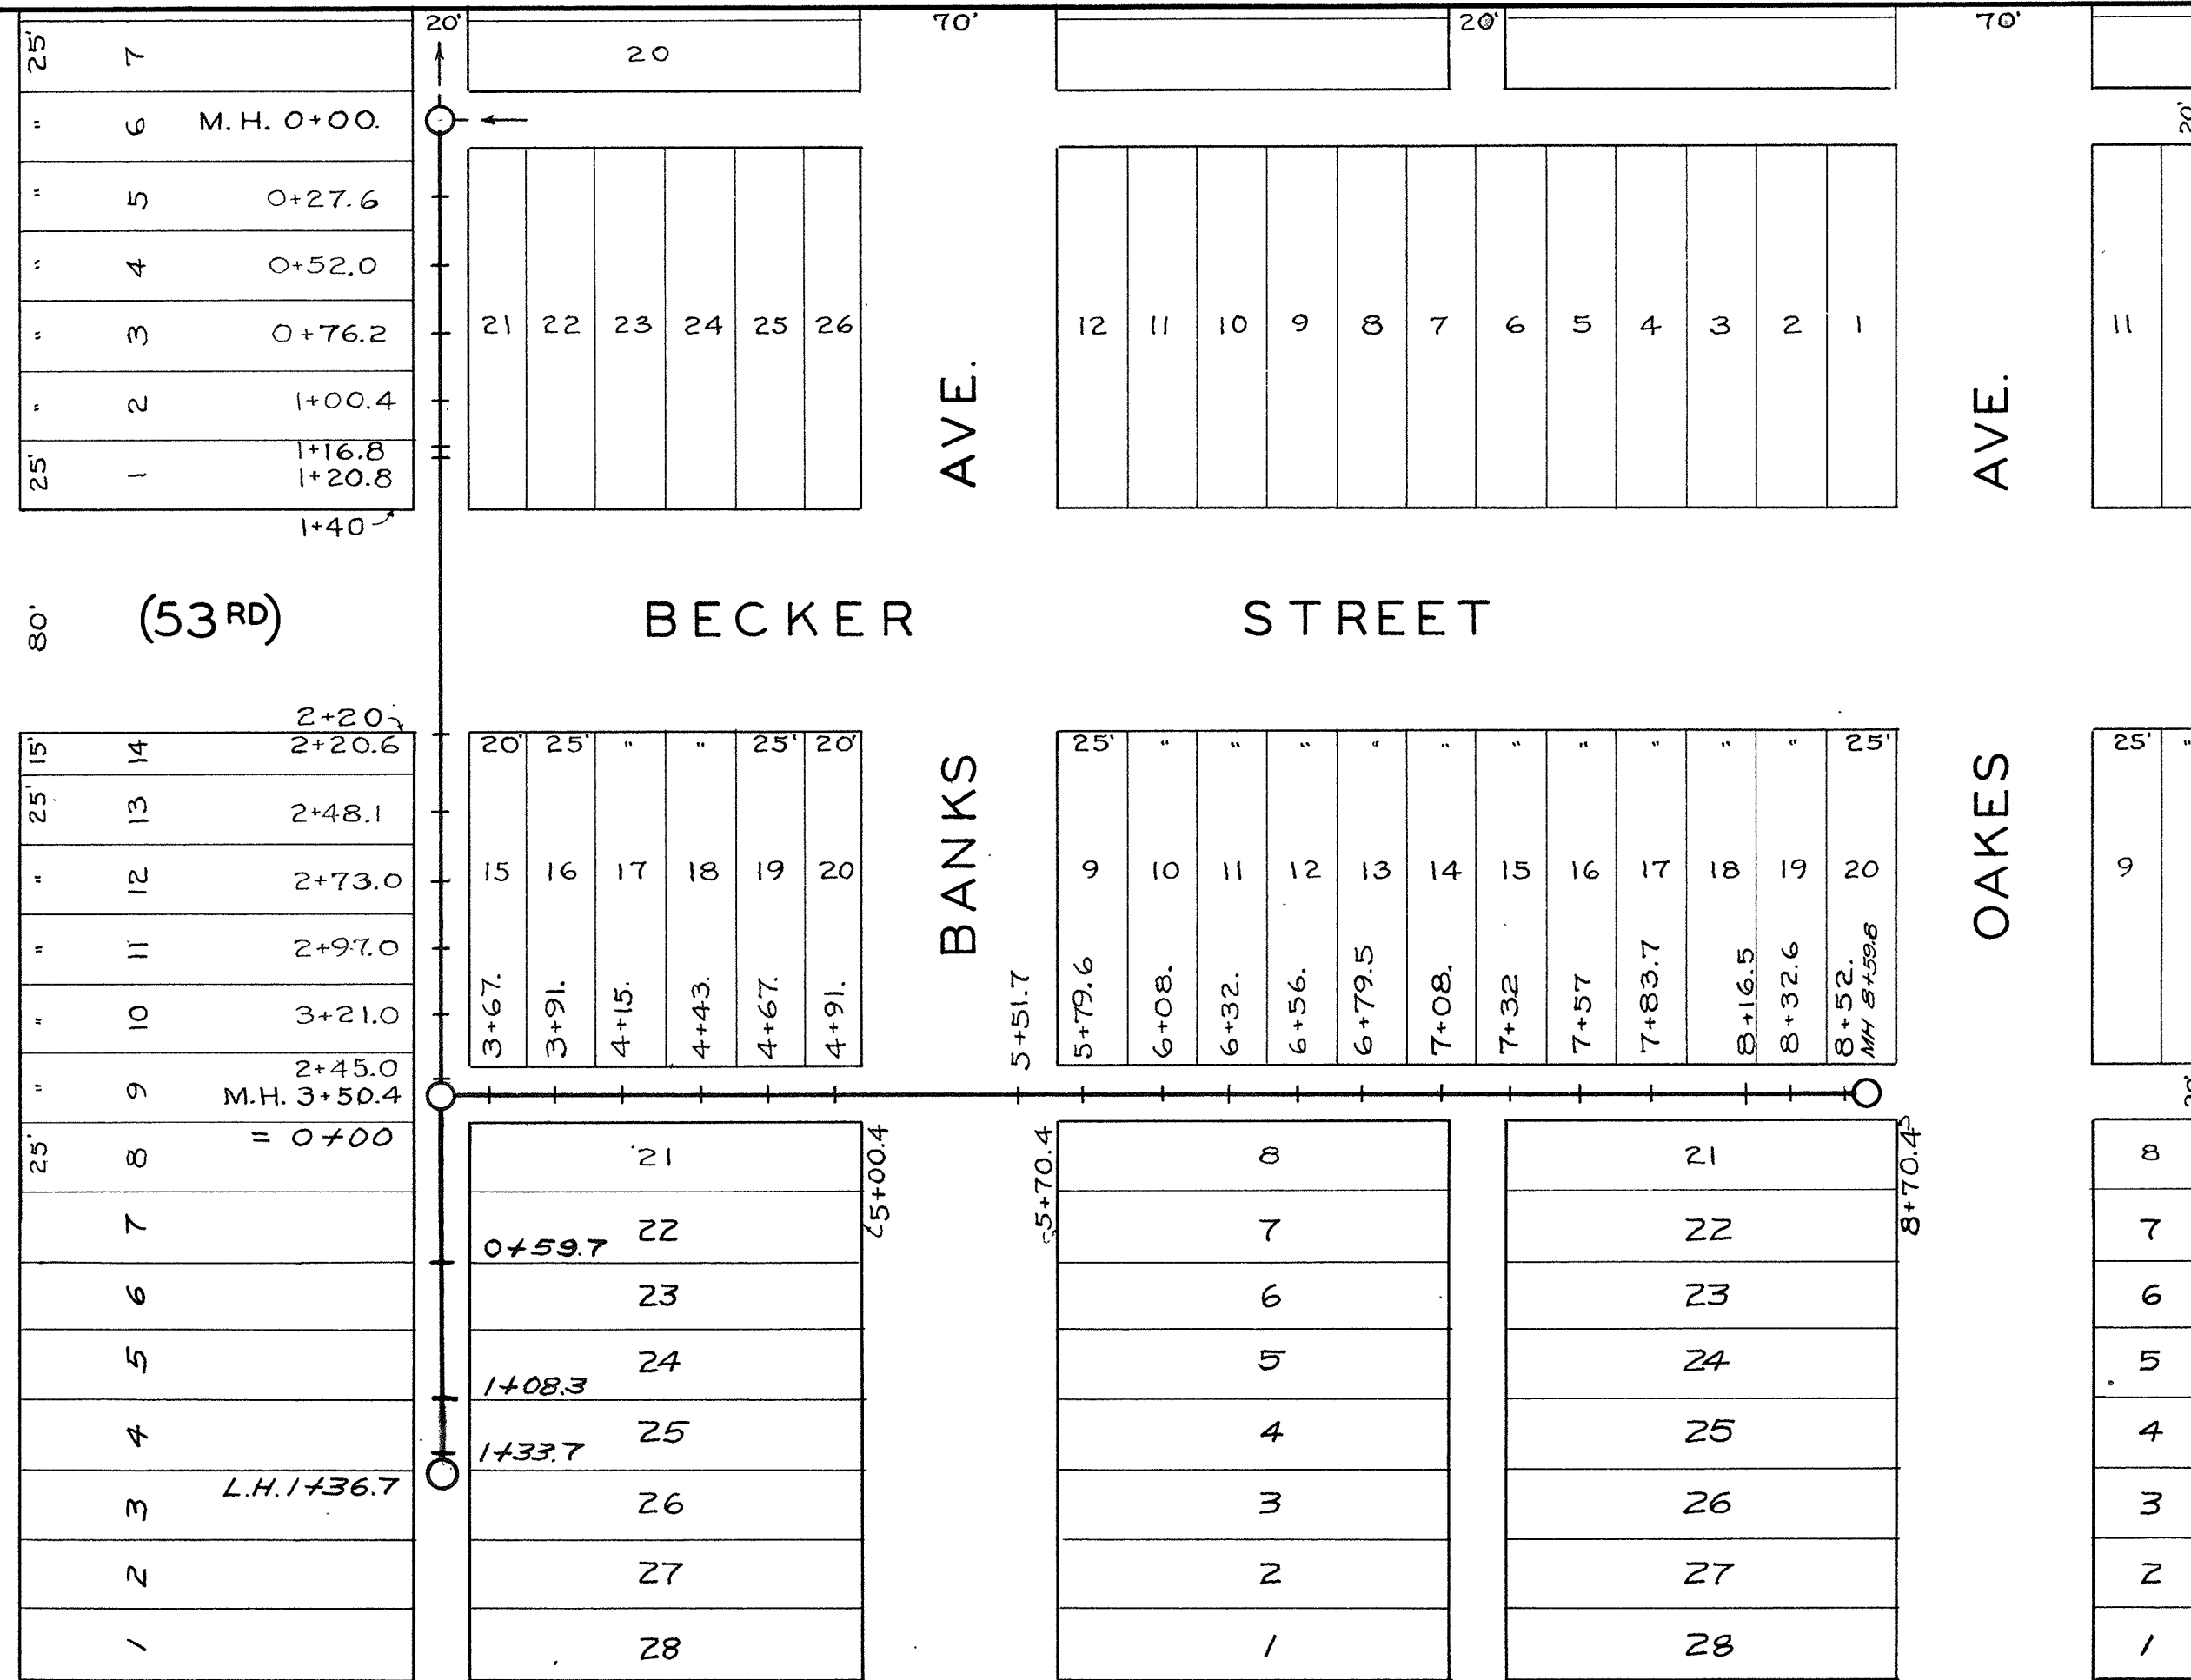 20' 70' 20' 70'
25' 7 20
" 6 M.H. 0+00. 20'
" 5 0+27.6
" 4 0+52.0
" 3 0+76.2
21 22 23 24 25 26 12 11 10 9 8 7 6 5 4 3 2 1 11
" 2 1+00.4
1+16.8
25' 1 1+20.8
1+40
AVE. AVE.
80' (53RD) BECKER STREET
2+20
15' 14 2+20.6 20' 25' " " 25' 20' 25' " " " " " " " " " " 25' 25' "
25' 13 2+48.1
" 12 2+73.0 15 16 17 18 19 20 9 10 11 12 13 14 15 16 17 18 19 20 9
BANKS OAKES
" 11 2+97.0
" 10 3+21.0
3+67. 3+91. 4+15. 4+43. 4+67. 4+91. 5+51.7 5+79.6 6+08. 6+32. 6+56. 6+79.5 7+08. 7+32 7+57 7+83.7 8+16.5 8+32.6 8+52.
MH 8+59.8
2+45.0
" 9 M.H. 3+50.4 20'
= 0+00
25' 8 21 5+00.4 5+70.4 8 21 8+70.4 8
7 0+59.7 22 7 22 7
6 23 6 23 6
5 1+08.3 24 5 24 5
4 1+33.7 25 4 25 4
3 L.H. 1+36.7 26 3 26 3
2 27 2 27 2
1 28 1 28 1